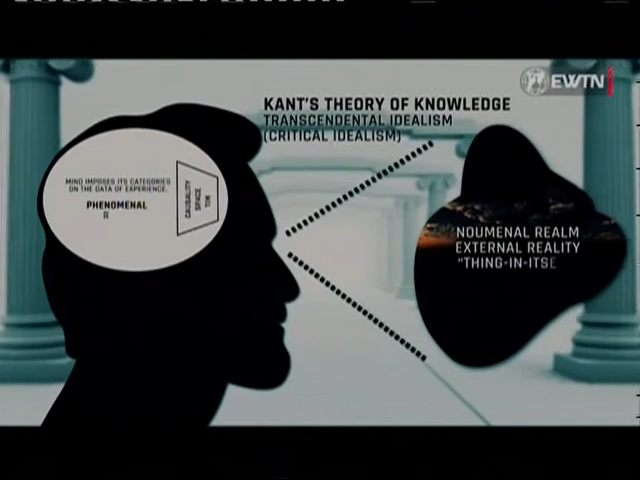 EWTN
KANT'S THEORY OF KNOWLEDGE
TRANSCENDENTAL IDEALISM
(CRITICAL IDEALISM)
MIND IMPOSES ITS CATEGORIES
ON THE DATA OF EXPERIENCE.
PHENOMENAL
CAUSALITY
SPACE
NOUMENAL REALM
EXTERNAL REALITY
"THING-IN-ITSE